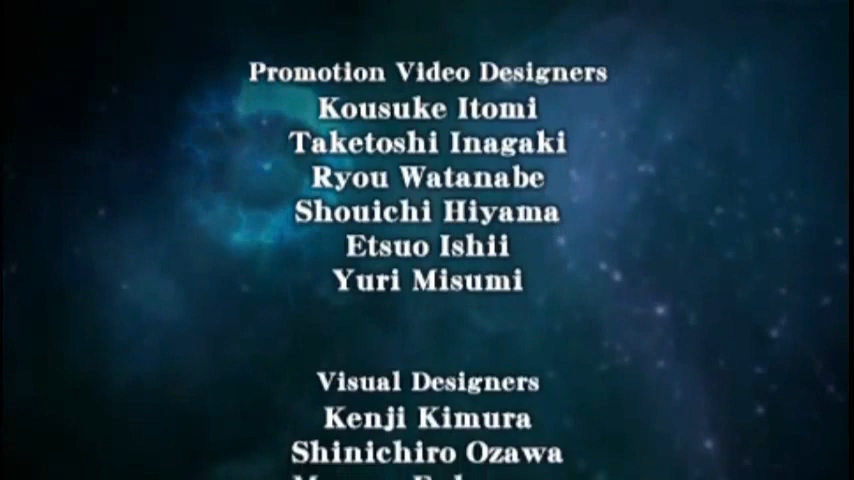 Promotion Video Designers
Kousuke Itomi
Taketoshi Inagaki
Ryou Watanabe
Shouichi Hiyama
Etsuo Ishii
Yuri Misumi
Visual Designers
Kenji Kimura
Shinichiro Ozawa